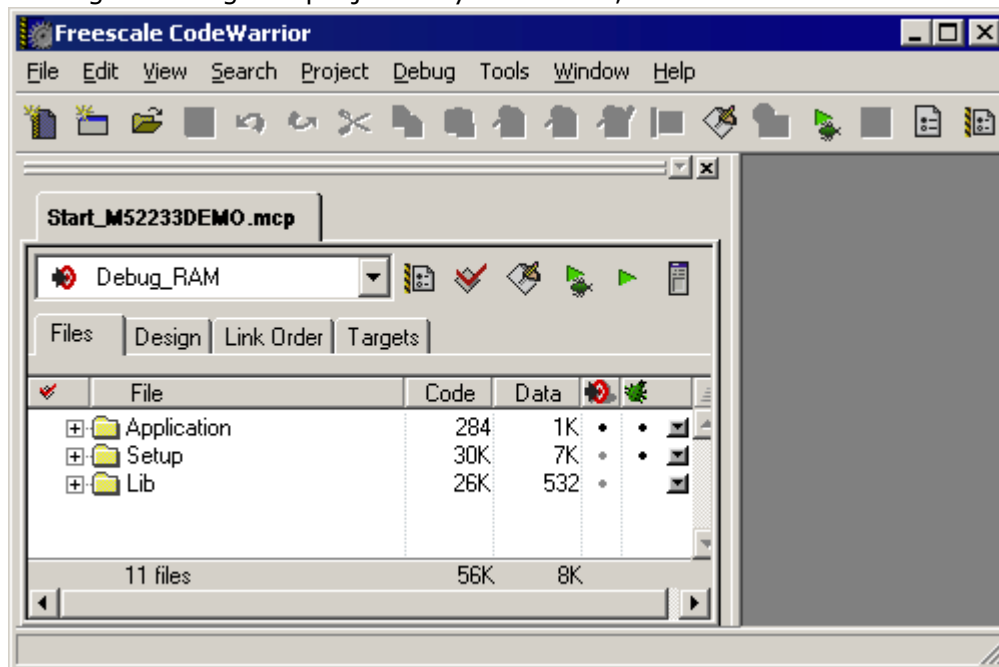 Freescale CodeWarrior
File Edit View Search Project Debug Tools Window Help
Start_M52233DEMO.mcp
Debug_RAM
Files Design Link Order Targets
File Code Data
Application 284 1K
Setup 30K 7K
Lib 26K 532
11 files 56K 8K